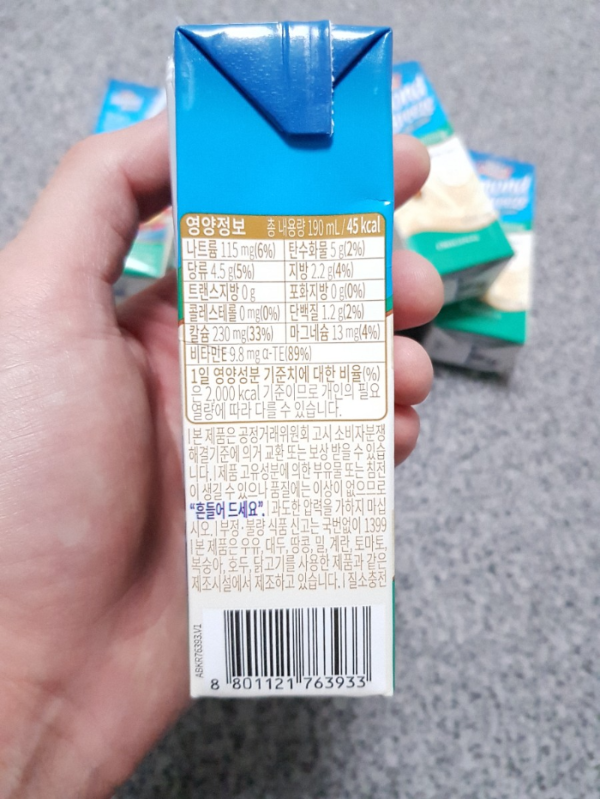 영양정보 총 내용량 190 mL / 45 kcal
나트륨 115 mg(6%) 탄수화물 5 g(2%)
당류 4.5 g(5%) 지방 2.2 g(4%)
트랜스지방 0 g 포화지방 0 g(0%)
콜레스테롤 0 mg(0%) 단백질 1.2 g(2%)
칼슘 230 mg(33%) 마그네슘 13 mg(4%)
비타민E 9.8 mg α-TE(89%)
1일 영양성분 기준치에 대한 비율(%)
은 2,000 kcal 기준이므로 개인의 필요
열량에 따라 다를 수 있습니다.
| 본 제품은 공정거래위원회 고시 소비자분쟁
해결기준에 의거 교환 또는 보상 받을 수 있습
니다. | 제품 고유성분에 의한 부유물 또는 침전
이 생길 수 있으나 품질에는 이상이 없으므로
“흔들어 드세요”. | 과도한 압력을 가하지 마십
시오. | 부정·불량 식품 신고는 국번없이 1399
| 본 제품은 우유, 대두, 땅콩, 밀, 계란, 토마토,
복숭아, 호두, 닭고기를 사용한 제품과 같은
제조시설에서 제조하고 있습니다. | 질소충전
ABKR76393.V1
8 801121 763933